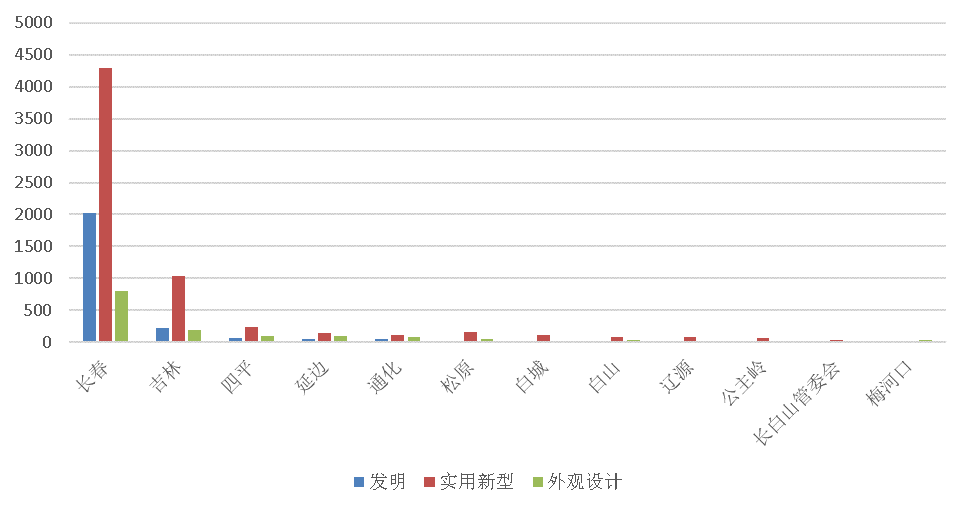 5000
4500
4000
3500
3000
2500
2000
1500
1000
500
0
长春
吉林
四平
延边
通化
松原
白城
白山
辽源
公主岭
长白山管委会
梅河口
发明 实用新型 外观设计